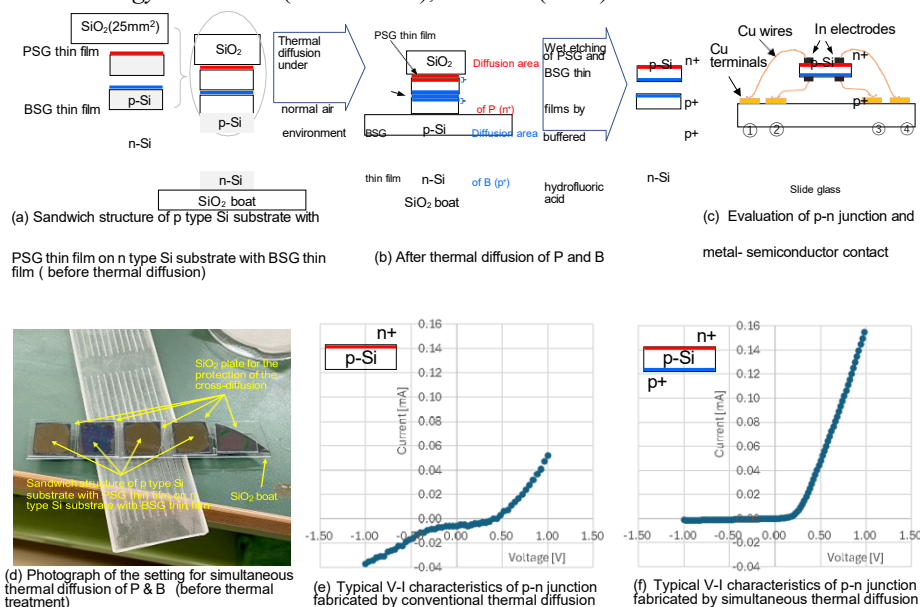 SiO2(25mm2)
PSG thin film
BSG thin film
p-Si
n-Si
SiO2
p-Si
n-Si
SiO2 boat
(a) Sandwich structure of p type Si substrate with
PSG thin film on n type Si substrate with BSG thin
film ( before thermal diffusion)
Thermal
diffusion
under
normal air
environment
PSG thin film
SiO2
Diffusion area
of P (n+)
p-Si
BSG
thin film
Diffusion area
of B (p+)
n-Si
SiO2 boat
(b) After thermal diffusion of P and B
Wet etching
of PSG and
BSG thin
films by
buffered
hydrofluoric
acid
p-Si
n+
p+
p+
n-Si
Cu wires
In electrodes
Cu
terminals
p-Si
n+
p+
① ② ③ ④
Slide glass
(c) Evaluation of p-n junction and
metal- semiconductor contact
SiO2 plate for the
protection of the
cross-diffusion
Sandwich structure of p type Si
substrate with PSG thin film on n
type Si substrate with BSG thin film
SiO2 boat
(d) Photograph of the setting for simultaneous
thermal diffusion of P & B (before thermal
treatment)
n+
p-Si
0.16
0.14
0.12
0.10
0.08
0.06
0.04
0.02
0.00
-0.02
-0.04
Current [mA]
-1.50 -1.00 -0.50 0.00 0.50 1.00 1.50
Voltage [V]
(e) Typical V-I characteristics of p-n junction
fabricated by conventional thermal diffusion
n+
p-Si
p+
0.16
0.14
0.12
0.10
0.08
0.06
0.04
0.02
0.00
-0.02
-0.04
Current [mA]
-1.50 -1.00 -0.50 0.00 0.50 1.00 1.50
Voltage [V]
(f) Typical V-I characteristics of p-n junction
fabricated by simultaneous thermal diffusion